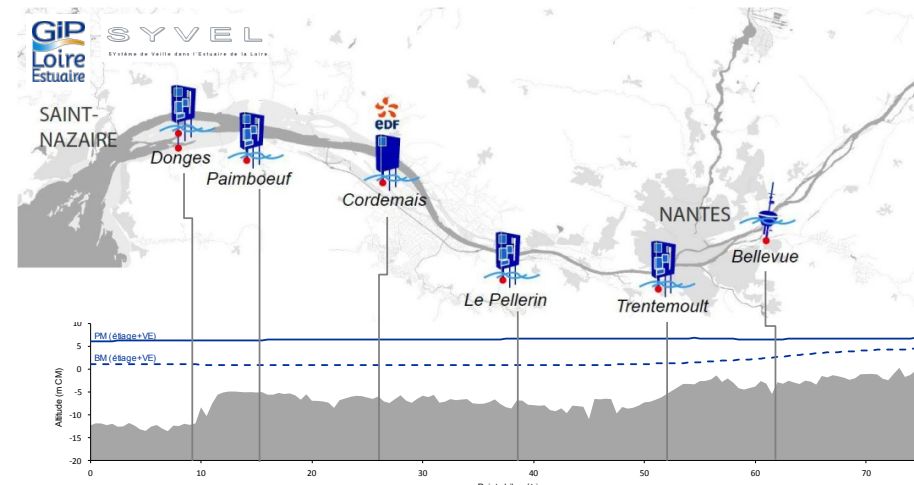 GiP
Loire
Estuaire
SYVEL
SYstème de Veille dans l'Estuaire de la Loire
SAINT-
NAZAIRE
Donges
Paimboeuf
eDF
Cordemais
Le Pellerin
NANTES
Trentemoult
Bellevue
PM (étiage+VE)
BM (étiage+VE)
Altitude (m CM)
10
5
0
-5
-10
-15
-20
0
10
20
30
40
50
60
70